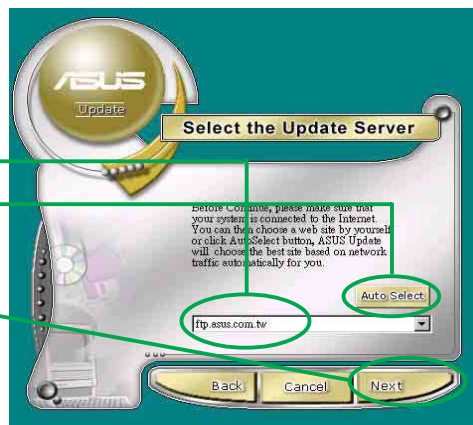 ASUS
Update
Select the Update Server
Before Continue, please make sure that
your system is connected to the Internet.
You can then choose a web site by yourself
or click AutoSelect button, ASUS Update
will choose the best site based on network
traffic automatically for you.
Auto Select
ftp.asus.com.tw
Back
Cancel
Next